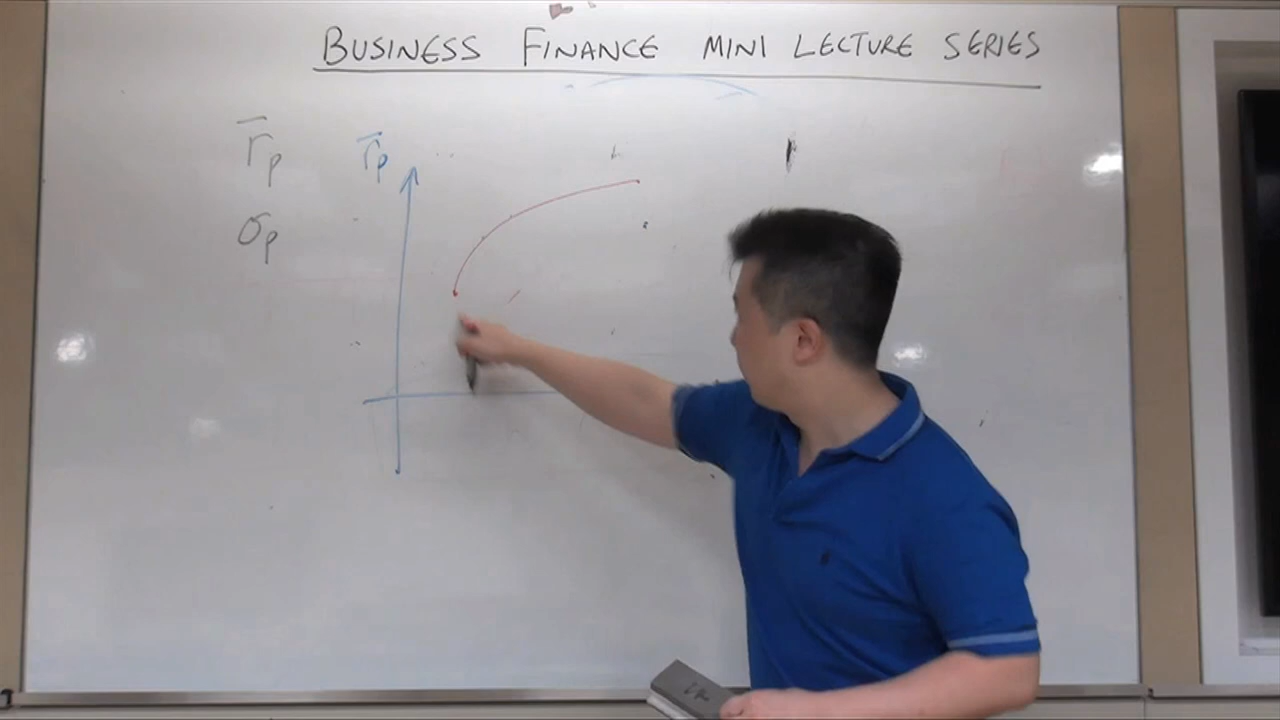 BUSINESS FINANCE MINI LECTURE SERIES
r̅p r̅p
σp